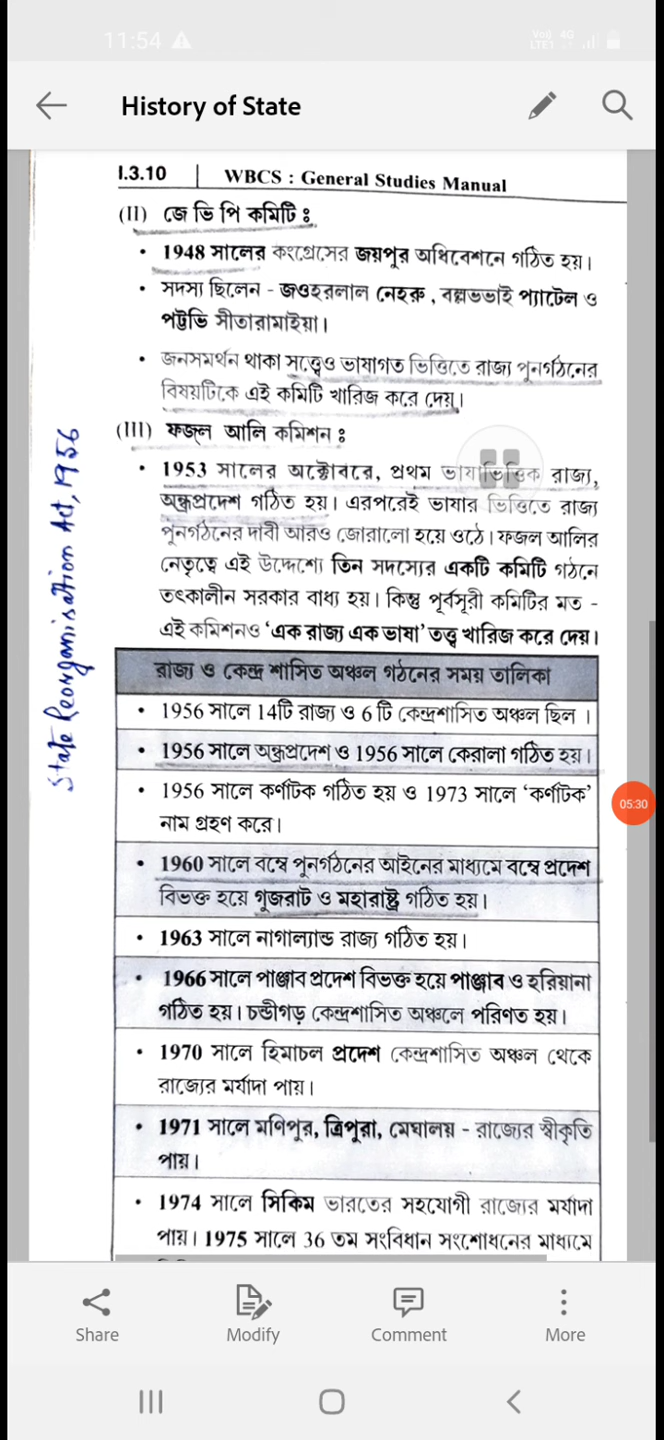 11:54
Vo)) 4G
LTE1
History of State
I.3.10 | WBCS : General Studies Manual
(II) জে ভি পি কমিটি ঃ
• 1948 সালের কংগ্রেসের জয়পুর অধিবেশনে গঠিত হয়।
• সদস্য ছিলেন - জওহরলাল নেহরু, বল্লভভাই প্যাটেল ও
পট্টভি সীতারামাইয়া।
• জনসমর্থন থাকা সত্ত্বেও ভাষাগত ভিত্তিতে রাজ্য পুনর্গঠনের
বিষয়টিকে এই কমিটি খারিজ করে দেয়।
(III) ফজ্ল আলি কমিশন ঃ
• 1953 সালের অক্টোবরে, প্রথম ভাষাভিত্তিক রাজ্য,
অন্ধ্রপ্রদেশ গঠিত হয়। এরপরেই ভাষার ভিত্তিতে রাজ্য
পুনর্গঠনের দাবী আরও জোরালো হয়ে ওঠে। ফজল আলির
নেতৃত্বে এই উদ্দেশ্যে তিন সদস্যের একটি কমিটি গঠনে
তৎকালীন সরকার বাধ্য হয়। কিন্তু পূর্বসূরী কমিটির মত -
এই কমিশনও ‘এক রাজ্য এক ভাষা’ তত্ত্ব খারিজ করে দেয়।
State Reorganisation Act, 1956
রাজ্য ও কেন্দ্র শাসিত অঞ্চল গঠনের সময় তালিকা
• 1956 সালে 14টি রাজ্য ও 6 টি কেন্দ্রশাসিত অঞ্চল ছিল ।
• 1956 সালে অন্ধ্রপ্রদেশ ও 1956 সালে কেরালা গঠিত হয়।
• 1956 সালে কর্ণাটক গঠিত হয় ও 1973 সালে ‘কর্ণাটক’
নাম গ্রহণ করে।
05:30
• 1960 সালে বম্বে পুনর্গঠনের আইনের মাধ্যমে বম্বে প্রদেশ
বিভক্ত হয়ে গুজরাট ও মহারাষ্ট্র গঠিত হয়।
• 1963 সালে নাগাল্যান্ড রাজ্য গঠিত হয়।
• 1966 সালে পাঞ্জাব প্রদেশ বিভক্ত হয়ে পাঞ্জাব ও হরিয়ানা
গঠিত হয়। চন্ডীগড় কেন্দ্রশাসিত অঞ্চলে পরিণত হয়।
• 1970 সালে হিমাচল প্রদেশ কেন্দ্রশাসিত অঞ্চল থেকে
রাজ্যের মর্যাদা পায়।
• 1971 সালে মণিপুর, ত্রিপুরা, মেঘালয় - রাজ্যের স্বীকৃতি
পায়।
• 1974 সালে সিকিম ভারতের সহযোগী রাজ্যের মর্যাদা
পায়। 1975 সালে 36 তম সংবিধান সংশোধনের মাধ্যমে
Share Modify Comment More